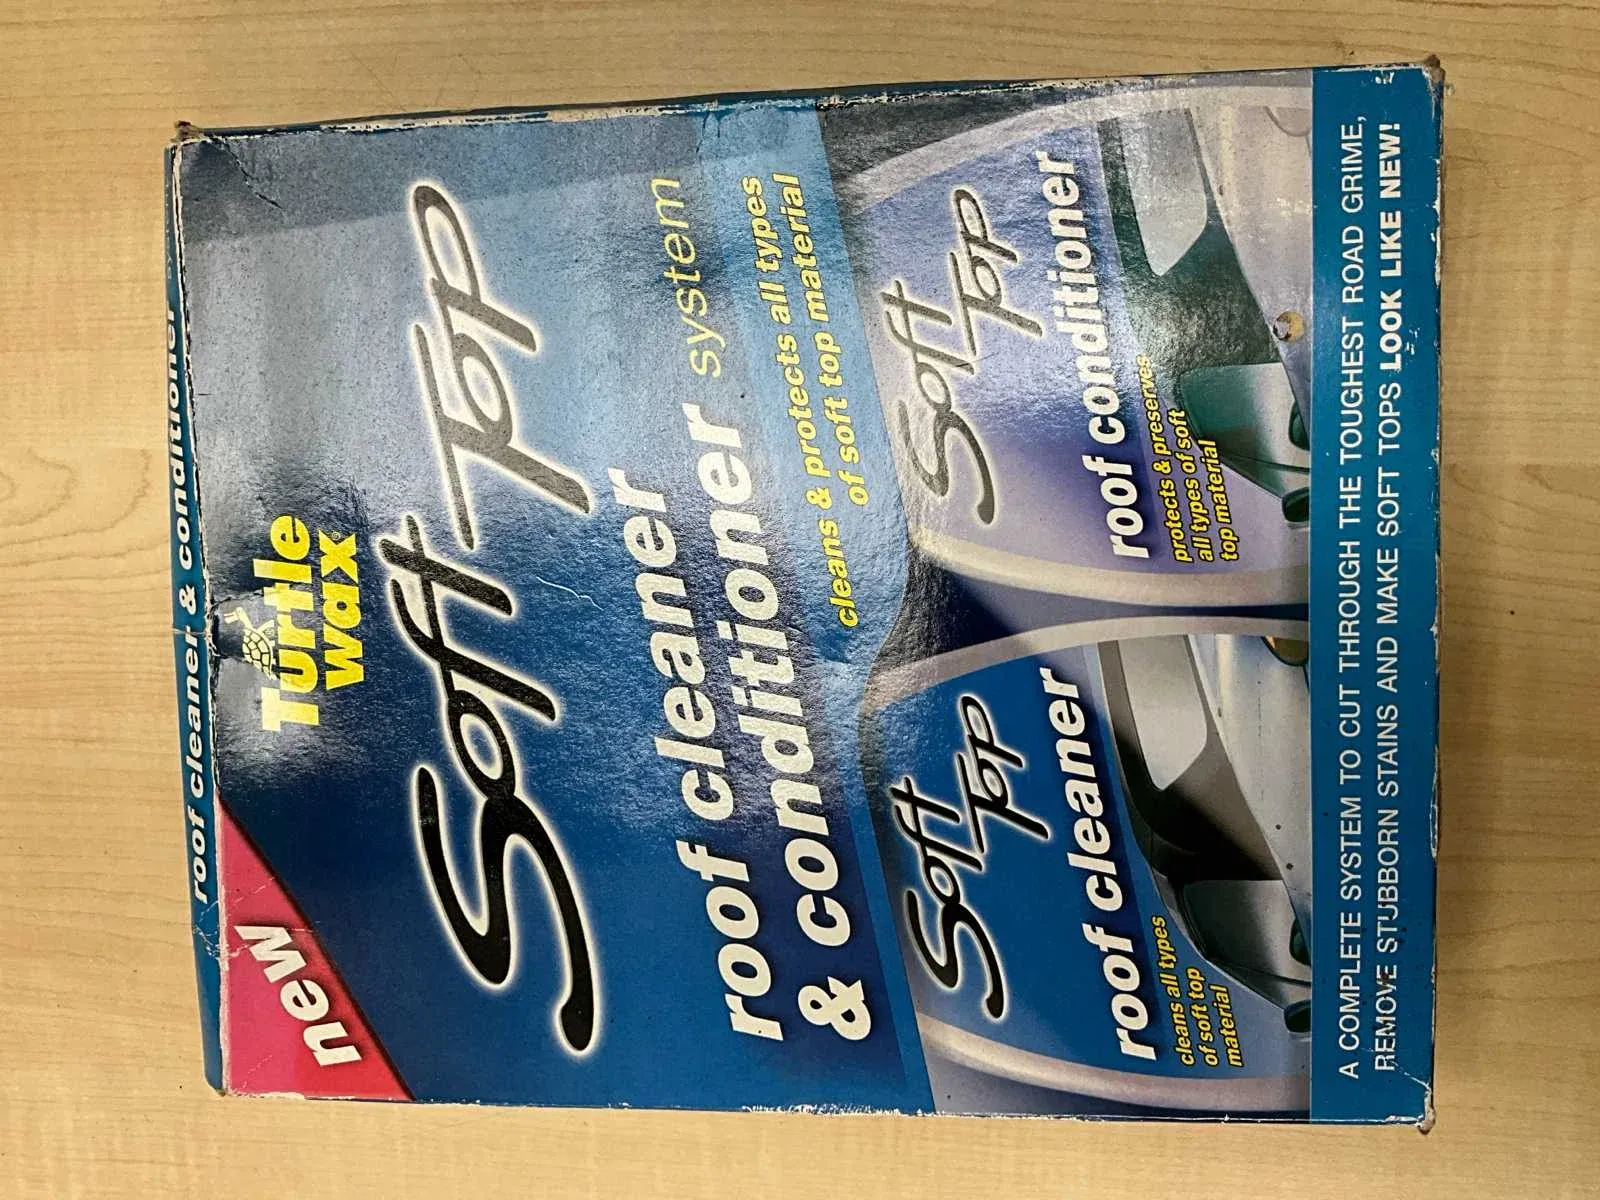 roof cleaner & conditioner
new
Turtle
Wax
Soft Top
roof cleaner
& conditioner system
cleans & protects all types
of soft top material
Soft
Top
roof cleaner
cleans all types
of soft top
material
Soft
Top
roof conditioner
protects & preserves
all types of soft
top material
A COMPLETE SYSTEM TO CUT THROUGH THE TOUGHEST ROAD GRIME,
REMOVE STUBBORN STAINS AND MAKE SOFT TOPS LOOK LIKE NEW!